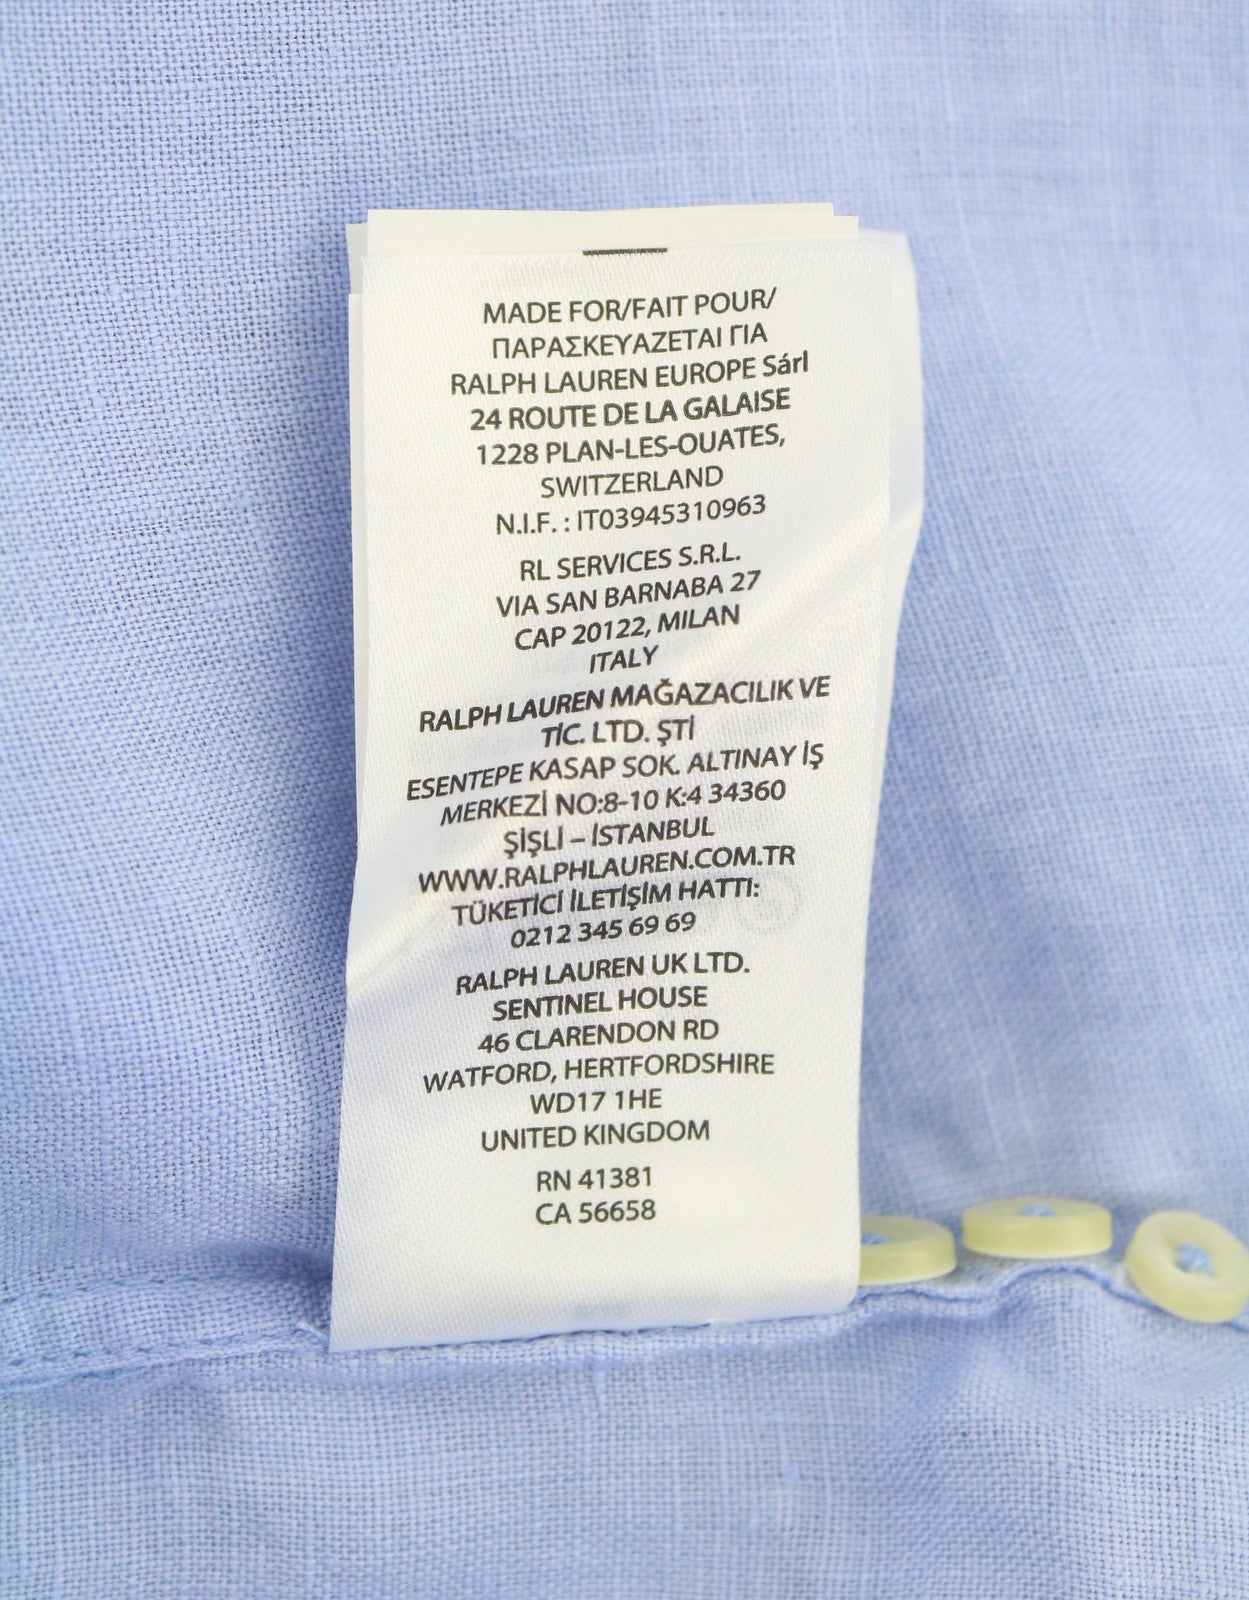 MADE FOR/FAIT POUR/
ΠΑΡΑΣΚΕΥΑΖΕΤΑΙ ΓΙΑ
RALPH LAUREN EUROPE Sárl
24 ROUTE DE LA GALAISE
1228 PLAN-LES-OUATES,
SWITZERLAND
N.I.F. : IT03945310963
RL SERVICES S.R.L.
VIA SAN BARNABA 27
CAP 20122, MILAN
ITALY
RALPH LAUREN MAĞAZACILIK VE
TİC. LTD. ŞTİ
ESENTEPE KASAP SOK. ALTINAY İŞ
MERKEZİ NO:8-10 K:4 34360
ŞİŞLİ – İSTANBUL
WWW.RALPHLAUREN.COM.TR
TÜKETİCİ İLETİŞİM HATTI:
0212 345 69 69
RALPH LAUREN UK LTD.
SENTINEL HOUSE
46 CLARENDON RD
WATFORD, HERTFORDSHIRE
WD17 1HE
UNITED KINGDOM
RN 41381
CA 56658